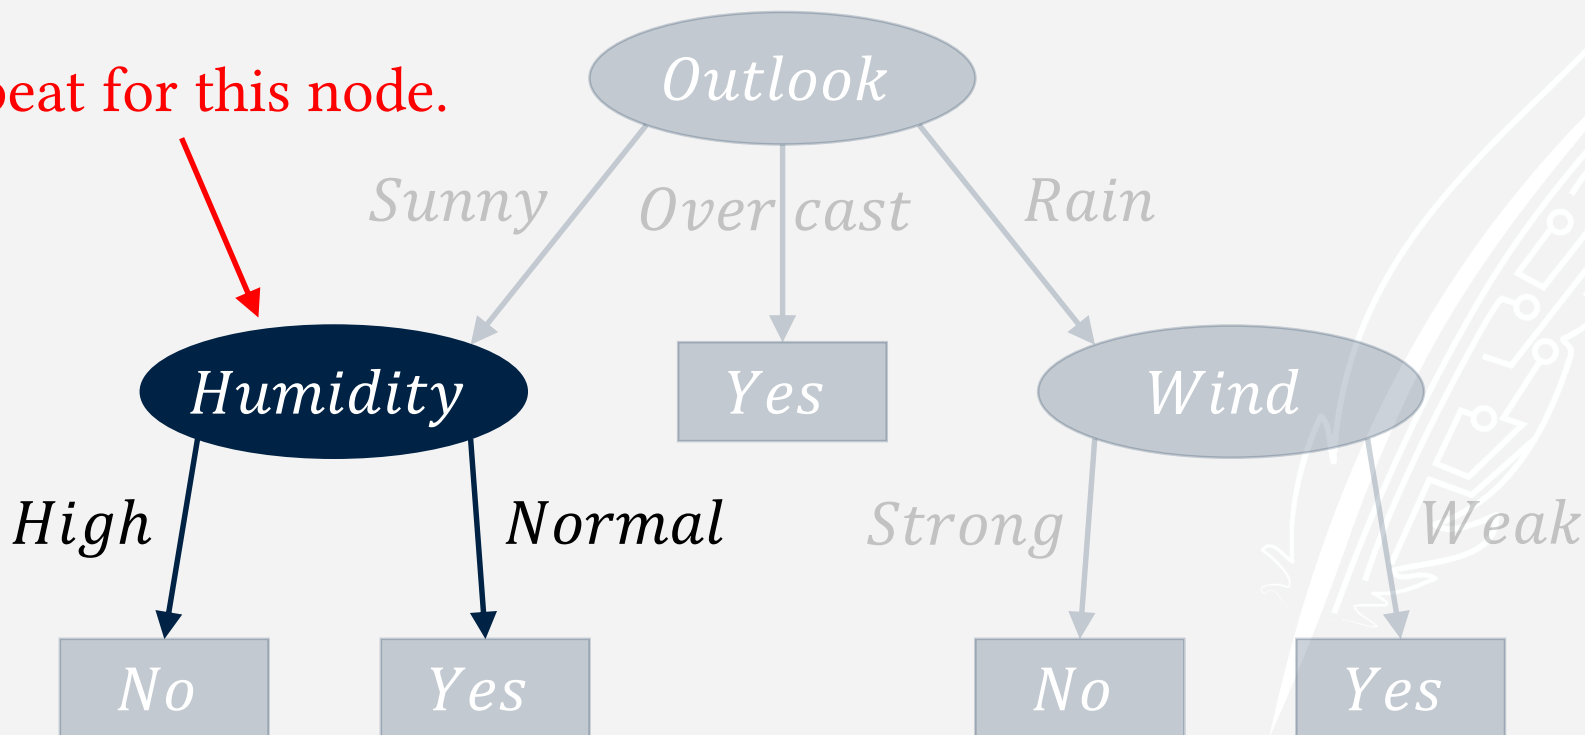 Outlook
peat for this node.
Sunny
Over cast
Rain
Humidity
Yes
Wind
High
Normal
Strong
Weak
No
Yes
No
Yes